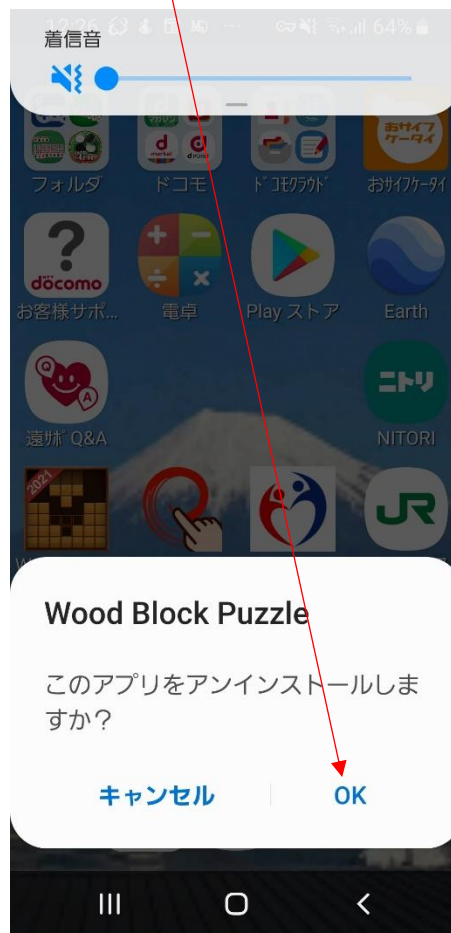 着信音
64%
フォルダ
ドコモ
ドコモクラウド
おサイフケータイ
おサイフ
ケータイ
döcomo
お客様サポ...
電卓
Play ストア
Earth
遠サポ Q&A
ニトリ
NITORI
2021
JR
Wood Block Puzzle
このアプリをアンインストールしま
すか？
キャンセル
OK